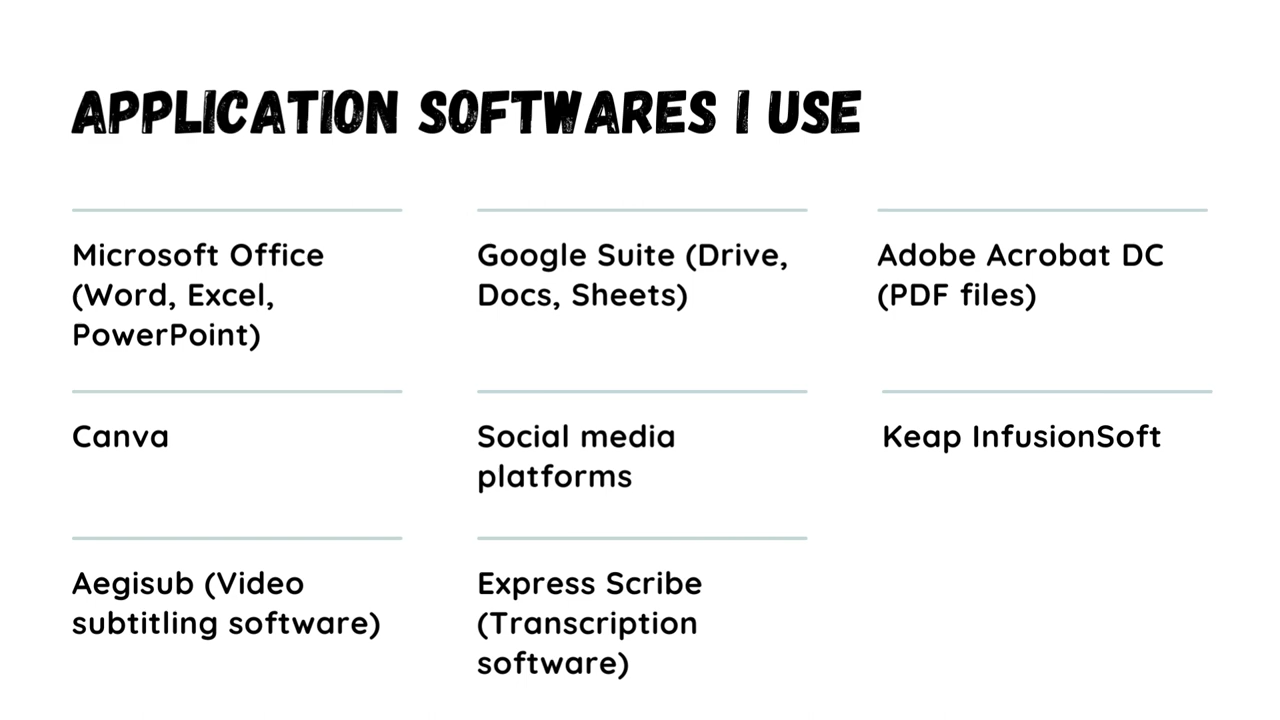 APPLICATION SOFTWARES I USE
Microsoft Office
(Word, Excel,
PowerPoint)
Google Suite (Drive,
Docs, Sheets)
Adobe Acrobat DC
(PDF files)
Canva
Social media
platforms
Keap InfusionSoft
Aegisub (Video
subtitling software)
Express Scribe
(Transcription
software)